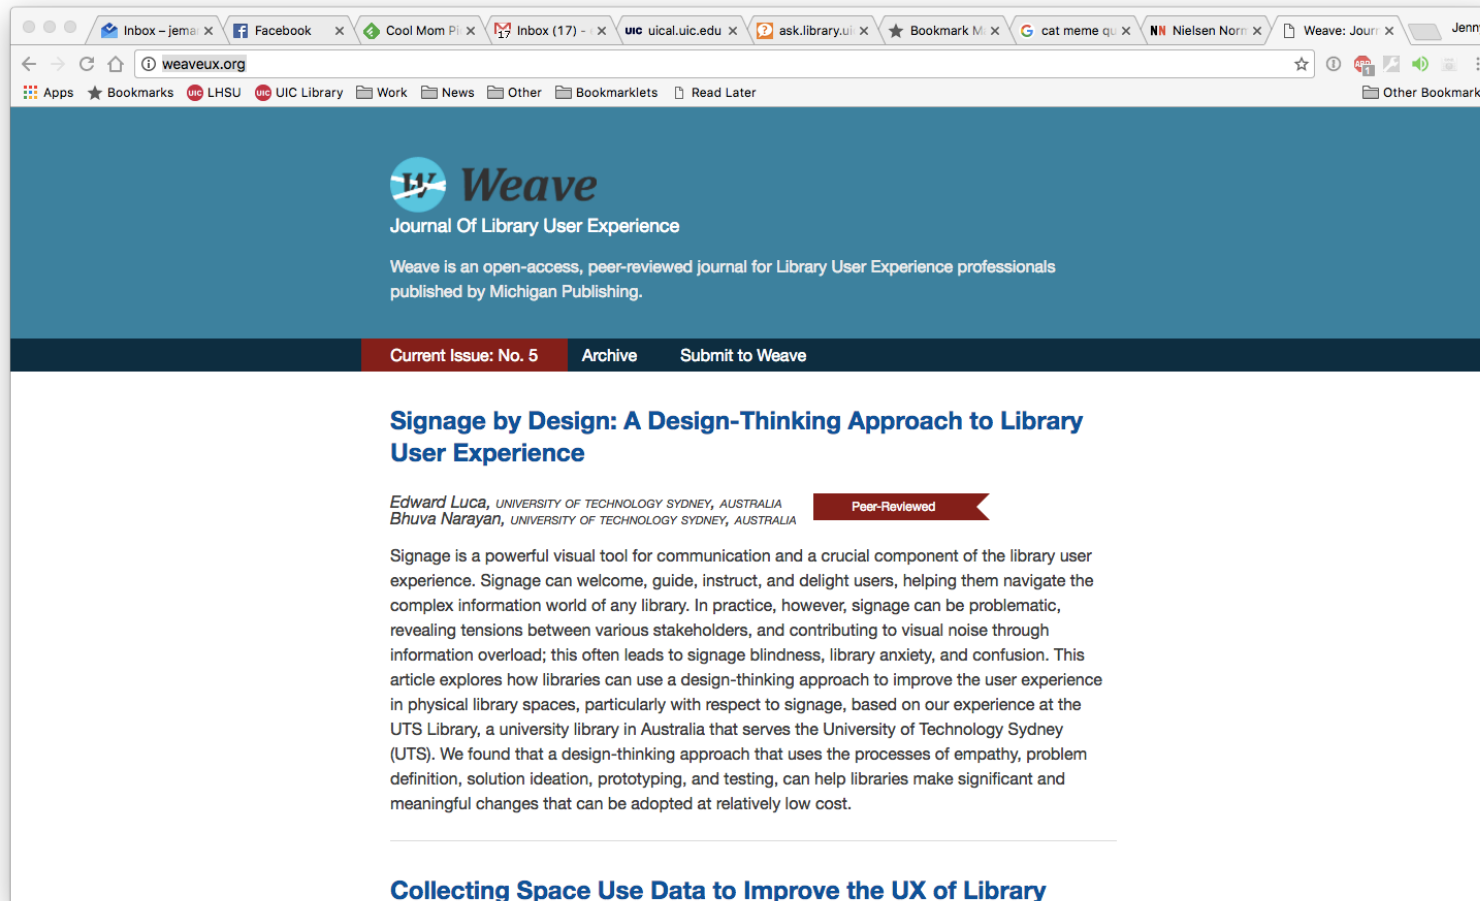 Inbox – jema
Facebook
Cool Mom Pi
17
Inbox (17) -
UIC uical.uic.edu
ask.library.ui
Bookmark M
G cat meme qu
NN Nielsen Norm
Weave: Journ
Jenny
weaveux.org
1
Apps
Bookmarks
UIC LHSU
UIC UIC Library
Work
News
Other
Bookmarklets
Read Later
Other Bookmark
W Weave
Journal Of Library User Experience
Weave is an open-access, peer-reviewed journal for Library User Experience professionals
published by Michigan Publishing.
Current Issue: No. 5
Archive
Submit to Weave
Signage by Design: A Design-Thinking Approach to Library
User Experience
Edward Luca, UNIVERSITY OF TECHNOLOGY SYDNEY, AUSTRALIA
Bhuva Narayan, UNIVERSITY OF TECHNOLOGY SYDNEY, AUSTRALIA
Peer-Reviewed
Signage is a powerful visual tool for communication and a crucial component of the library user
experience. Signage can welcome, guide, instruct, and delight users, helping them navigate the
complex information world of any library. In practice, however, signage can be problematic,
revealing tensions between various stakeholders, and contributing to visual noise through
information overload; this often leads to signage blindness, library anxiety, and confusion. This
article explores how libraries can use a design-thinking approach to improve the user experience
in physical library spaces, particularly with respect to signage, based on our experience at the
UTS Library, a university library in Australia that serves the University of Technology Sydney
(UTS). We found that a design-thinking approach that uses the processes of empathy, problem
definition, solution ideation, prototyping, and testing, can help libraries make significant and
meaningful changes that can be adopted at relatively low cost.
Collecting Space Use Data to Improve the UX of Library